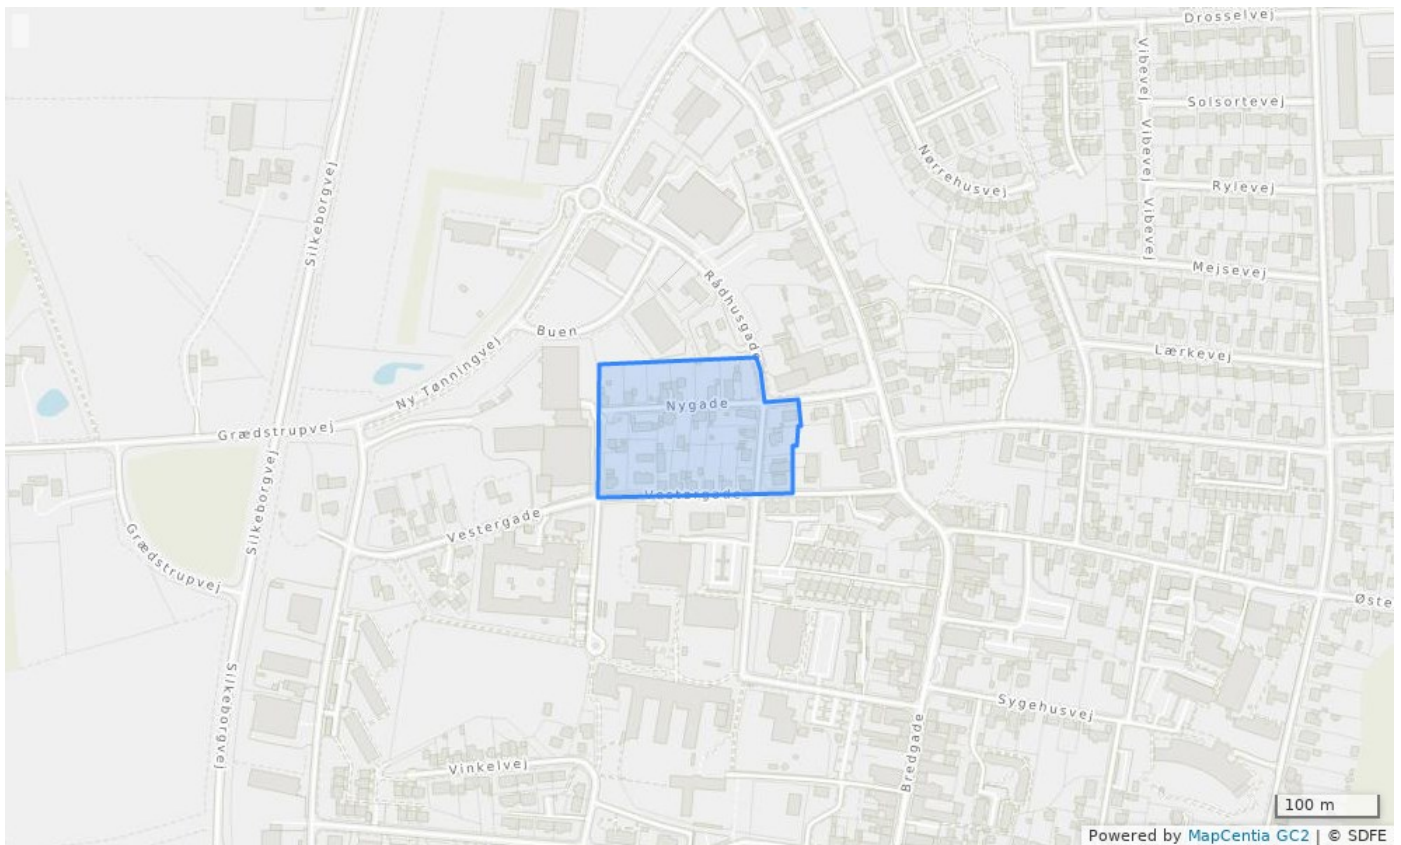 Drosselvej
Vibevej
Solsortevej
Vibevej
Nørrehusvej
Silkeborgvej
Rylevej
Vibevej
Mejsevej
Rådhusgade
Buen
Lærkevej
Ny Tønningvej
Nygade
Grædstrupvej
Vestergade
Silkeborgvej
Vestergade
Grædstrupvej
Øste
Silkeborgvej
Sygehusvej
Bredgade
Vinkelvej
100 m
Powered by MapCentia GC2 | © SDFE